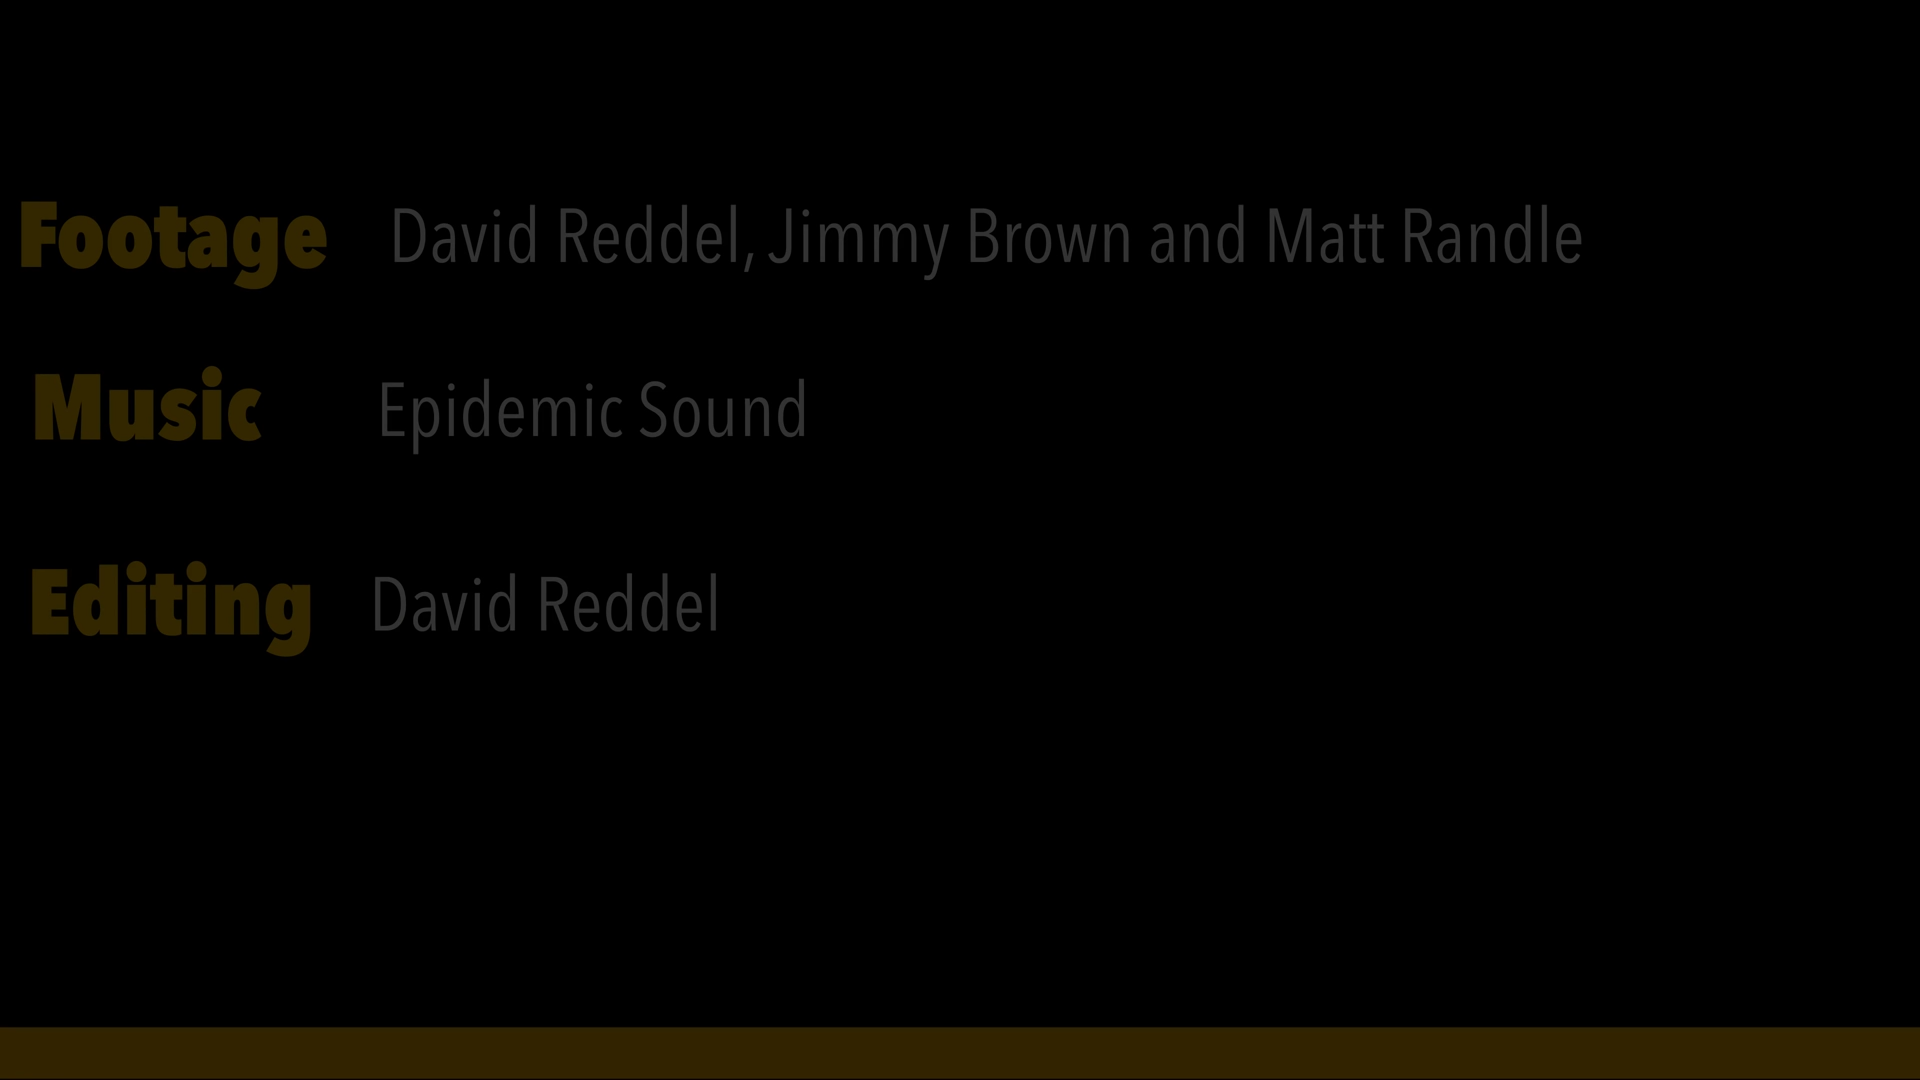 Footage David Reddel, Jimmy Brown and Matt Randle
Music Epidemic Sound
Editing David Reddel